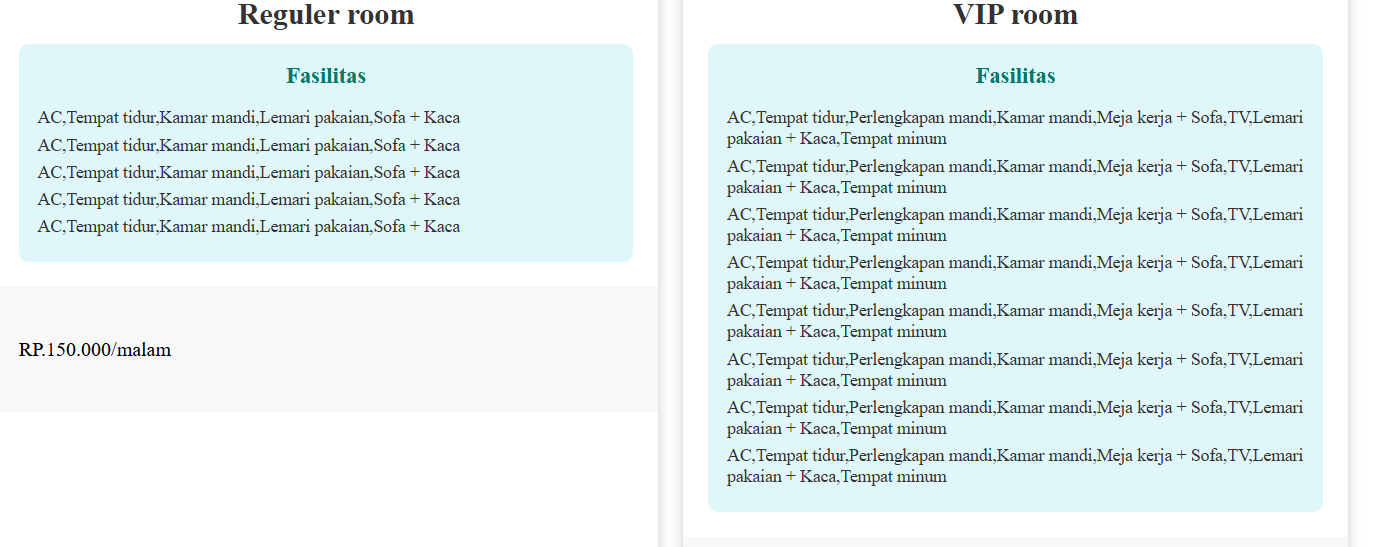 Reguler room
Fasilitas
AC,Tempat tidur,Kamar mandi,Lemari pakaian,Sofa + Kaca
AC,Tempat tidur,Kamar mandi,Lemari pakaian,Sofa + Kaca
AC,Tempat tidur,Kamar mandi,Lemari pakaian,Sofa + Kaca
AC,Tempat tidur,Kamar mandi,Lemari pakaian,Sofa + Kaca
AC,Tempat tidur,Kamar mandi,Lemari pakaian,Sofa + Kaca
RP.150.000/malam
VIP room
Fasilitas
AC,Tempat tidur,Perlengkapan mandi,Kamar mandi,Meja kerja + Sofa,TV,Lemari
pakaian + Kaca,Tempat minum
AC,Tempat tidur,Perlengkapan mandi,Kamar mandi,Meja kerja + Sofa,TV,Lemari
pakaian + Kaca,Tempat minum
AC,Tempat tidur,Perlengkapan mandi,Kamar mandi,Meja kerja + Sofa,TV,Lemari
pakaian + Kaca,Tempat minum
AC,Tempat tidur,Perlengkapan mandi,Kamar mandi,Meja kerja + Sofa,TV,Lemari
pakaian + Kaca,Tempat minum
AC,Tempat tidur,Perlengkapan mandi,Kamar mandi,Meja kerja + Sofa,TV,Lemari
pakaian + Kaca,Tempat minum
AC,Tempat tidur,Perlengkapan mandi,Kamar mandi,Meja kerja + Sofa,TV,Lemari
pakaian + Kaca,Tempat minum
AC,Tempat tidur,Perlengkapan mandi,Kamar mandi,Meja kerja + Sofa,TV,Lemari
pakaian + Kaca,Tempat minum
AC,Tempat tidur,Perlengkapan mandi,Kamar mandi,Meja kerja + Sofa,TV,Lemari
pakaian + Kaca,Tempat minum